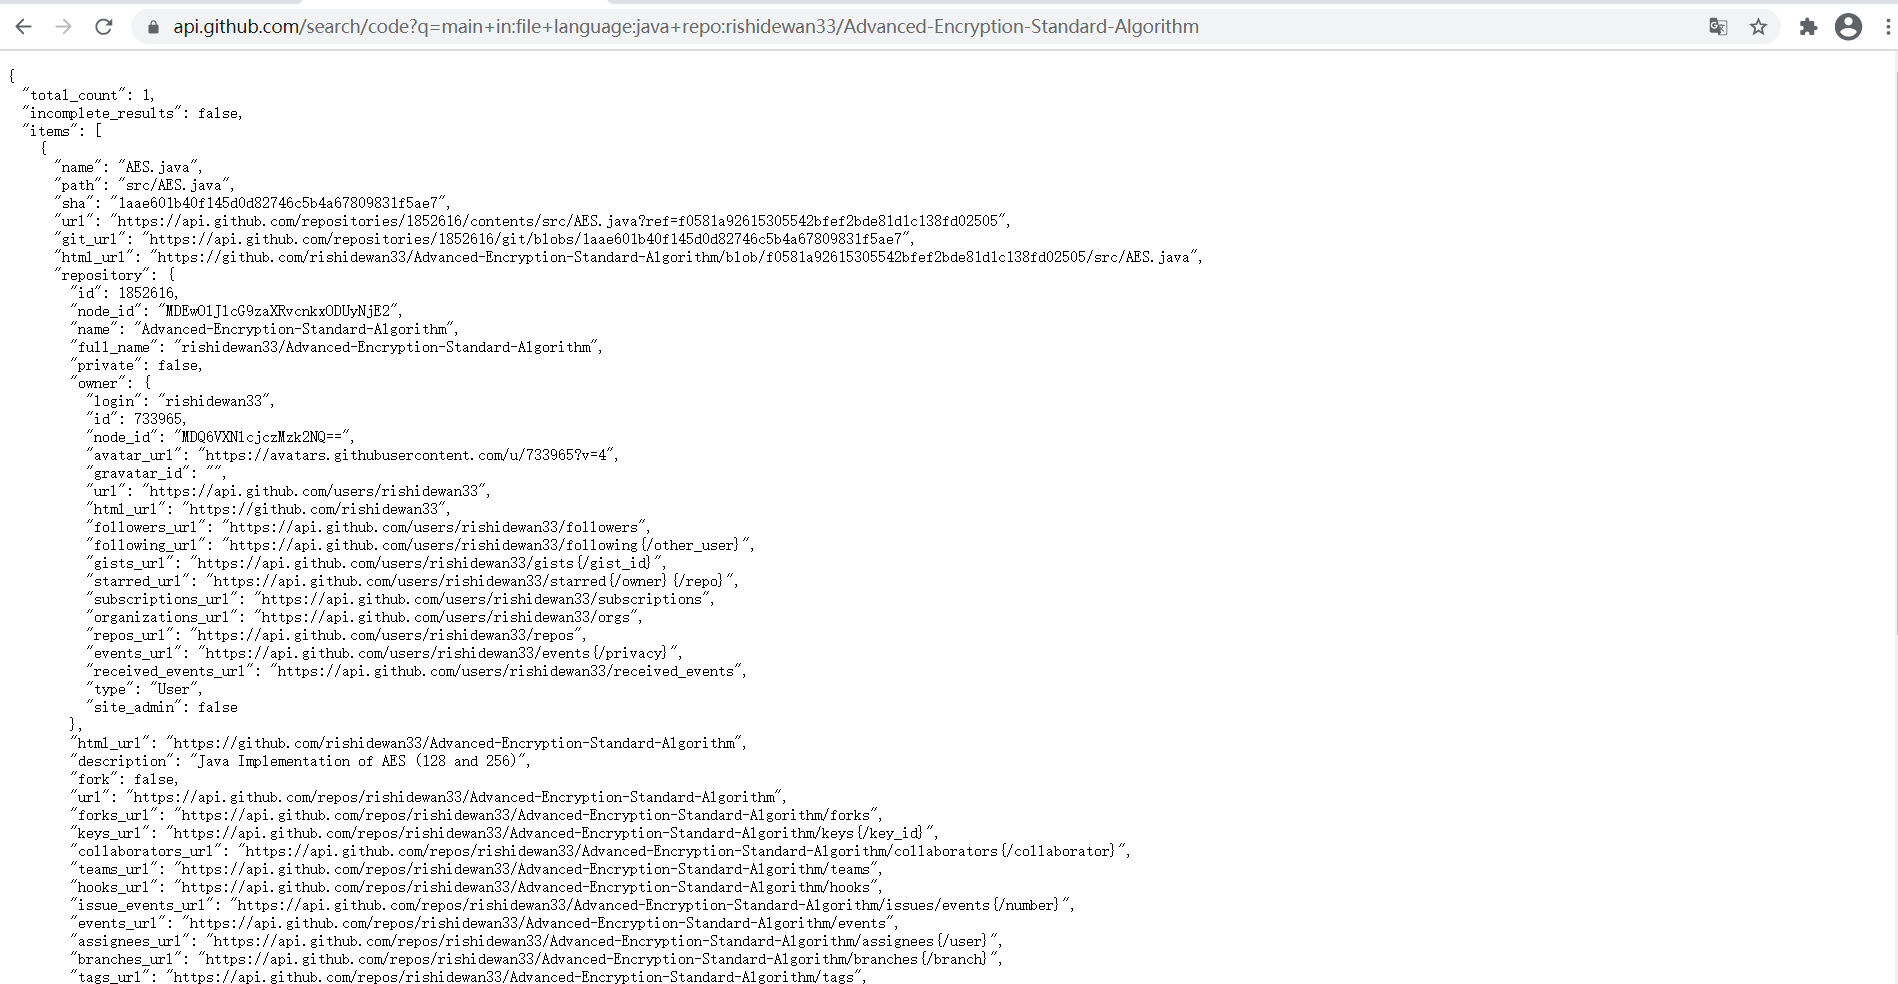 api.github.com/search/code?q=main+in:file+language:java+repo:rishidewan33/Advanced-Encryption-Standard-Algorithm
{
"total_count": 1,
"incomplete_results": false,
"items": [
{
"name": "AES.java",
"path": "src/AES.java",
"sha": "1aae601b40f145d0d82746c5b4a67809831f5ae7",
"url": "https://api.github.com/repositories/1852616/contents/src/AES.java?ref=f0581a92615305542bfef2bde81d1c138fd02505",
"git_url": "https://api.github.com/repositories/1852616/git/blobs/1aae601b40f145d0d82746c5b4a67809831f5ae7",
"html_url": "https://github.com/rishidewan33/Advanced-Encryption-Standard-Algorithm/blob/f0581a92615305542bfef2bde81d1c138fd02505/src/AES.java",
"repository": {
"id": 1852616,
"node_id": "MDEwOlJlcG9zaXRvcnkxODUyNjE2",
"name": "Advanced-Encryption-Standard-Algorithm",
"full_name": "rishidewan33/Advanced-Encryption-Standard-Algorithm",
"private": false,
"owner": {
"login": "rishidewan33",
"id": 733965,
"node_id": "MDQ6VXNlcjczMzk2NQ==",
"avatar_url": "https://avatars.githubusercontent.com/u/733965?v=4",
"gravatar_id": "",
"url": "https://api.github.com/users/rishidewan33",
"html_url": "https://github.com/rishidewan33",
"followers_url": "https://api.github.com/users/rishidewan33/followers",
"following_url": "https://api.github.com/users/rishidewan33/following{/other_user}",
"gists_url": "https://api.github.com/users/rishidewan33/gists{/gist_id}",
"starred_url": "https://api.github.com/users/rishidewan33/starred{/owner}{/repo}",
"subscriptions_url": "https://api.github.com/users/rishidewan33/subscriptions",
"organizations_url": "https://api.github.com/users/rishidewan33/orgs",
"repos_url": "https://api.github.com/users/rishidewan33/repos",
"events_url": "https://api.github.com/users/rishidewan33/events{/privacy}",
"received_events_url": "https://api.github.com/users/rishidewan33/received_events",
"type": "User",
"site_admin": false
},
"html_url": "https://github.com/rishidewan33/Advanced-Encryption-Standard-Algorithm",
"description": "Java Implementation of AES (128 and 256)",
"fork": false,
"url": "https://api.github.com/repos/rishidewan33/Advanced-Encryption-Standard-Algorithm",
"forks_url": "https://api.github.com/repos/rishidewan33/Advanced-Encryption-Standard-Algorithm/forks",
"keys_url": "https://api.github.com/repos/rishidewan33/Advanced-Encryption-Standard-Algorithm/keys{/key_id}",
"collaborators_url": "https://api.github.com/repos/rishidewan33/Advanced-Encryption-Standard-Algorithm/collaborators{/collaborator}",
"teams_url": "https://api.github.com/repos/rishidewan33/Advanced-Encryption-Standard-Algorithm/teams",
"hooks_url": "https://api.github.com/repos/rishidewan33/Advanced-Encryption-Standard-Algorithm/hooks",
"issue_events_url": "https://api.github.com/repos/rishidewan33/Advanced-Encryption-Standard-Algorithm/issues/events{/number}",
"events_url": "https://api.github.com/repos/rishidewan33/Advanced-Encryption-Standard-Algorithm/events",
"assignees_url": "https://api.github.com/repos/rishidewan33/Advanced-Encryption-Standard-Algorithm/assignees{/user}",
"branches_url": "https://api.github.com/repos/rishidewan33/Advanced-Encryption-Standard-Algorithm/branches{/branch}",
"tags_url": "https://api.github.com/repos/rishidewan33/Advanced-Encryption-Standard-Algorithm/tags",